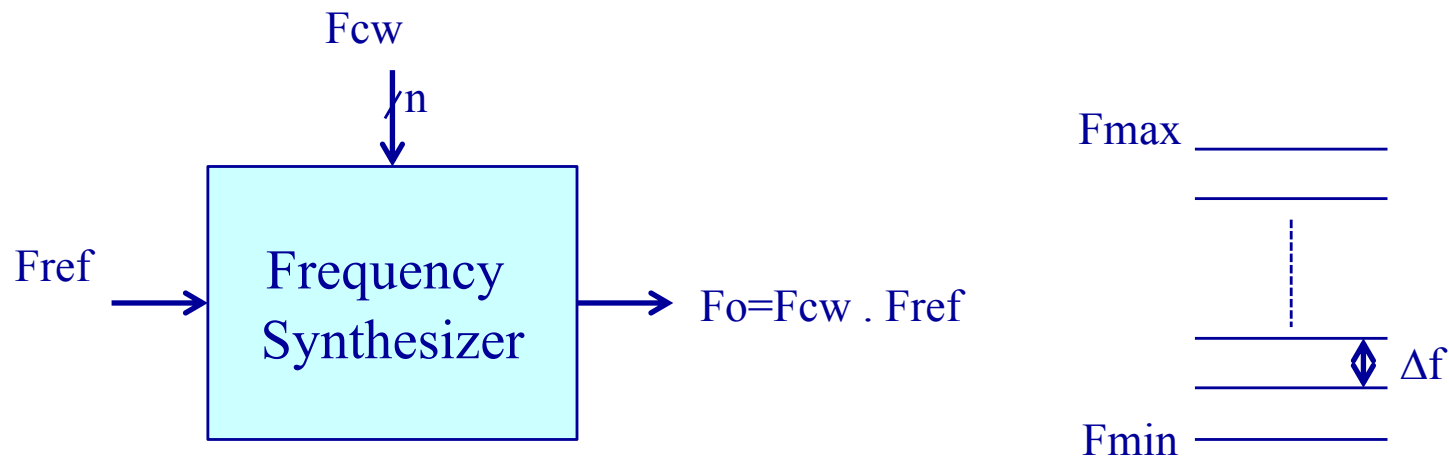 Fcw
n
Fref
Frequency
Synthesizer
Fo=Fcw . Fref
Fmax
Δf
Fmin